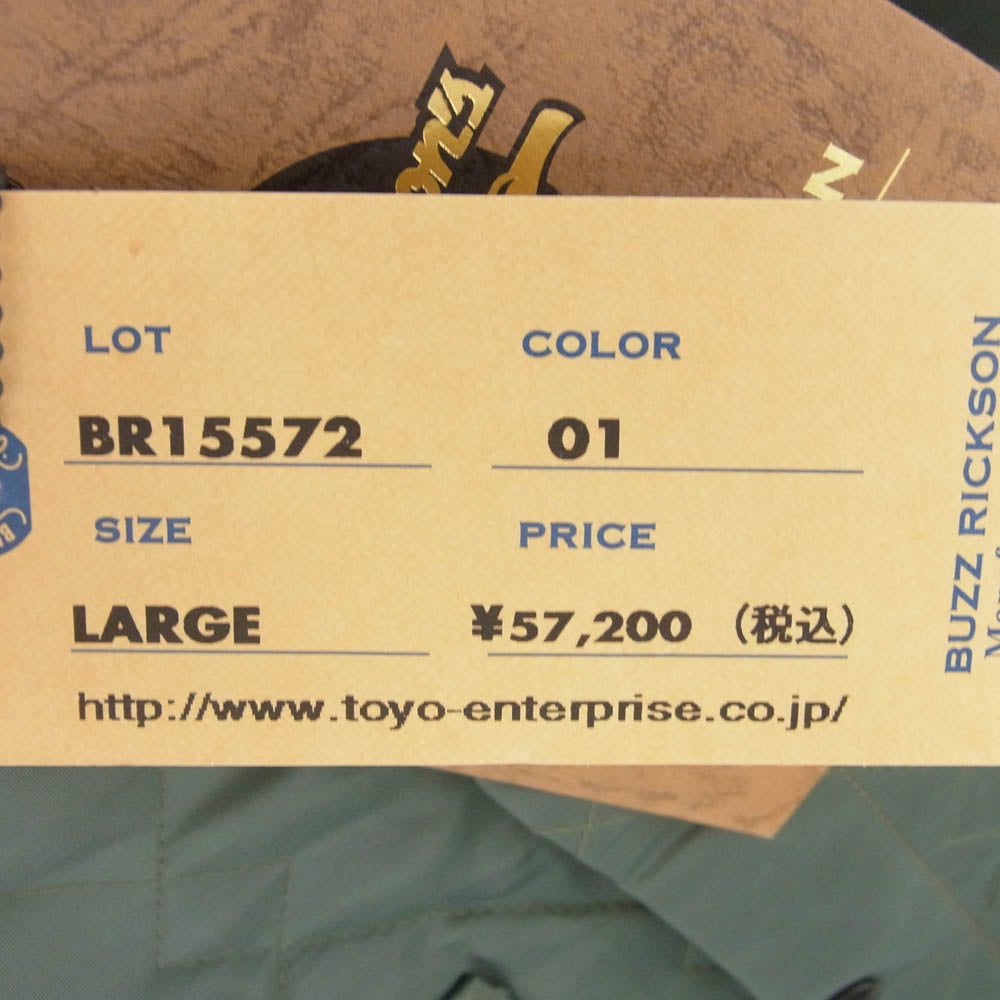 LOT
COLOR
BR15572
01
SIZE
PRICE
LARGE
¥57,200 (税込)
http://www.toyo-enterprise.co.jp/
BUZZ RICKSON